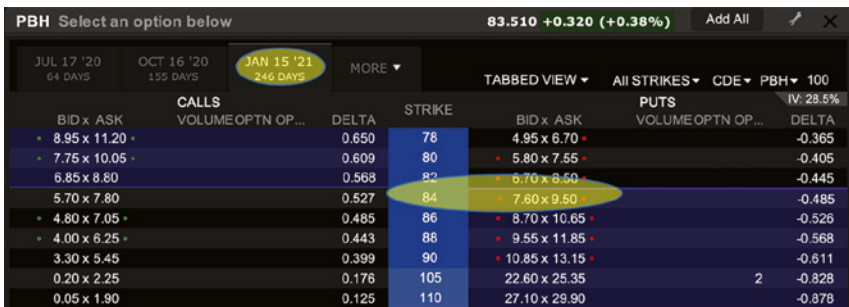 PBH Select an option below 83.510 +0.320 (+0.38%) Add All
JUL 17 '20 OCT 16 '20 JAN 15 '21 MORE
64 DAYS 155 DAYS 246 DAYS
TABBED VIEW All STRIKES CDE PBH 100
CALLS STRIKE PUTS IV: 28.5%
BID x ASK VOLUME OPTN OP... DELTA BID x ASK VOLUME OPTN OP... DELTA
8.95 x 11.20 0.650 78 4.95 x 6.70 -0.365
7.75 x 10.05 0.609 80 5.80 x 7.55 -0.405
6.85 x 8.80 0.568 82 6.70 x 8.50 -0.445
5.70 x 7.80 0.527 84 7.60 x 9.50 -0.485
4.80 x 7.05 0.485 86 8.70 x 10.65 -0.526
4.00 x 6.25 0.443 88 9.55 x 11.85 -0.568
3.30 x 5.45 0.399 90 10.85 x 13.15 -0.611
0.20 x 2.25 0.176 105 22.60 x 25.35 2 -0.828
0.05 x 1.90 0.125 110 27.10 x 29.90 -0.878